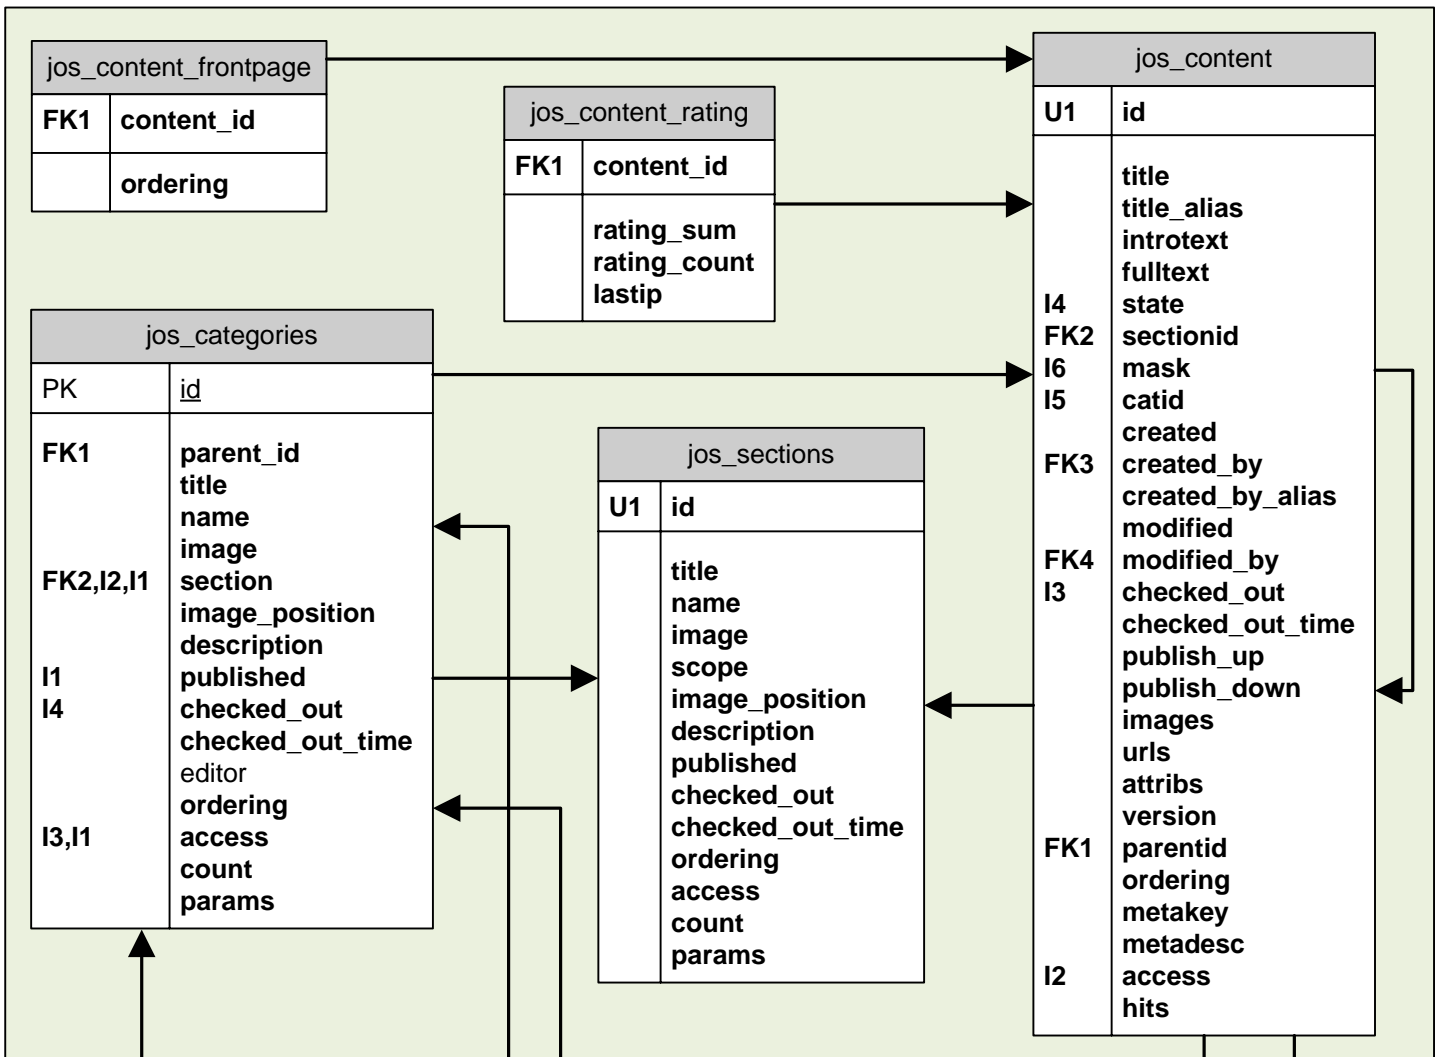 jos_content_frontpage
FK1 content_id
ordering
jos_content_rating
FK1 content_id
rating_sum
rating_count
lastip
jos_content
U1 id
title
title_alias
introtext
fulltext
I4 state
FK2 sectionid
I6 mask
I5 catid
created
FK3 created_by
created_by_alias
modified
FK4 modified_by
I3 checked_out
checked_out_time
publish_up
publish_down
images
urls
attribs
version
FK1 parentid
ordering
metakey
metadesc
I2 access
hits
jos_categories
PK id
FK1 parent_id
title
name
image
FK2,I2,I1 section
image_position
description
I1 published
I4 checked_out
checked_out_time
editor
ordering
I3,I1 access
count
params
jos_sections
U1 id
title
name
image
scope
image_position
description
published
checked_out
checked_out_time
ordering
access
count
params